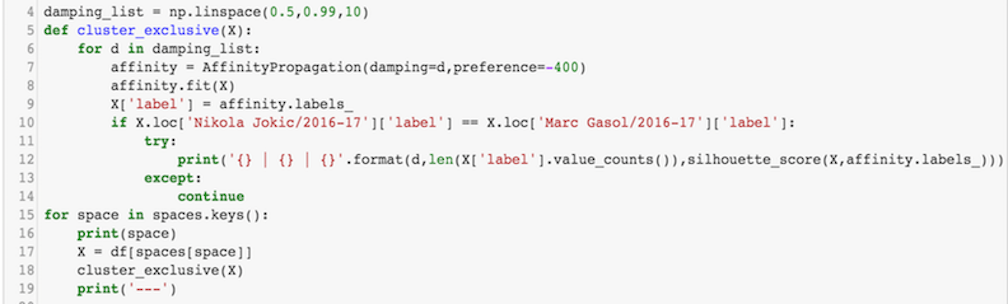 4 damping_list = np.linspace(0.5,0.99,10)
5 def cluster_exclusive(X):
6     for d in damping_list:
7         affinity = AffinityPropagation(damping=d,preference=-400)
8         affinity.fit(X)
9         X['label'] = affinity.labels_
10         if X.loc['Nikola Jokic/2016-17']['label'] == X.loc['Marc Gasol/2016-17']['label']:
11             try:
12                 print('{} | {} | {}'.format(d,len(X['label'].value_counts()),silhouette_score(X,affinity.labels_)))
13             except:
14                 continue
15 for space in spaces.keys():
16     print(space)
17     X = df[spaces[space]]
18     cluster_exclusive(X)
19     print('---')